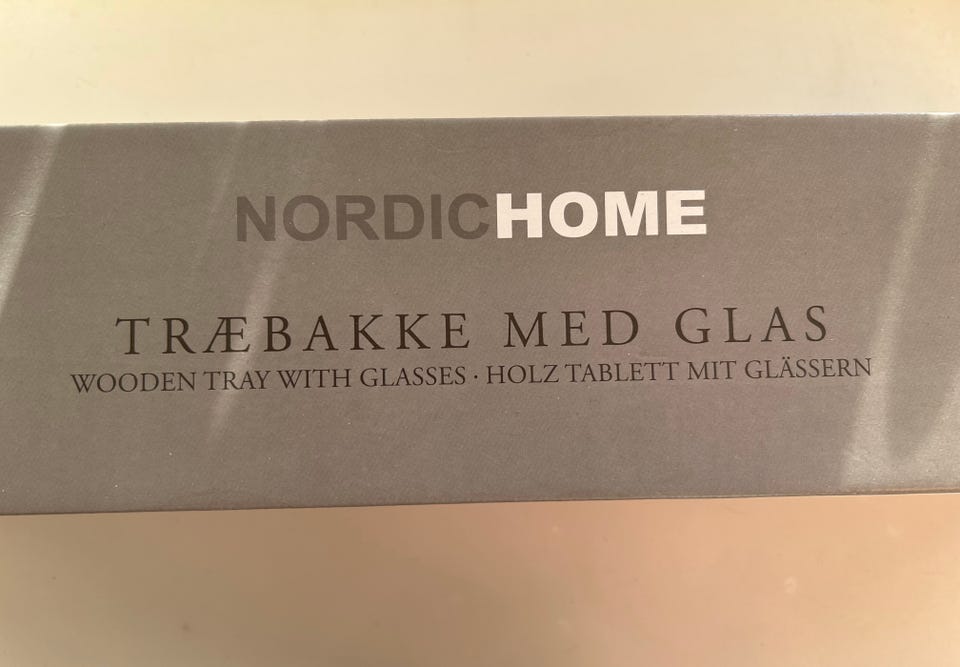 NORDICHOME
TRÆBAKKE MED GLAS
WOODEN TRAY WITH GLASSES · HOLZ TABLETT MIT GLÄSSERN